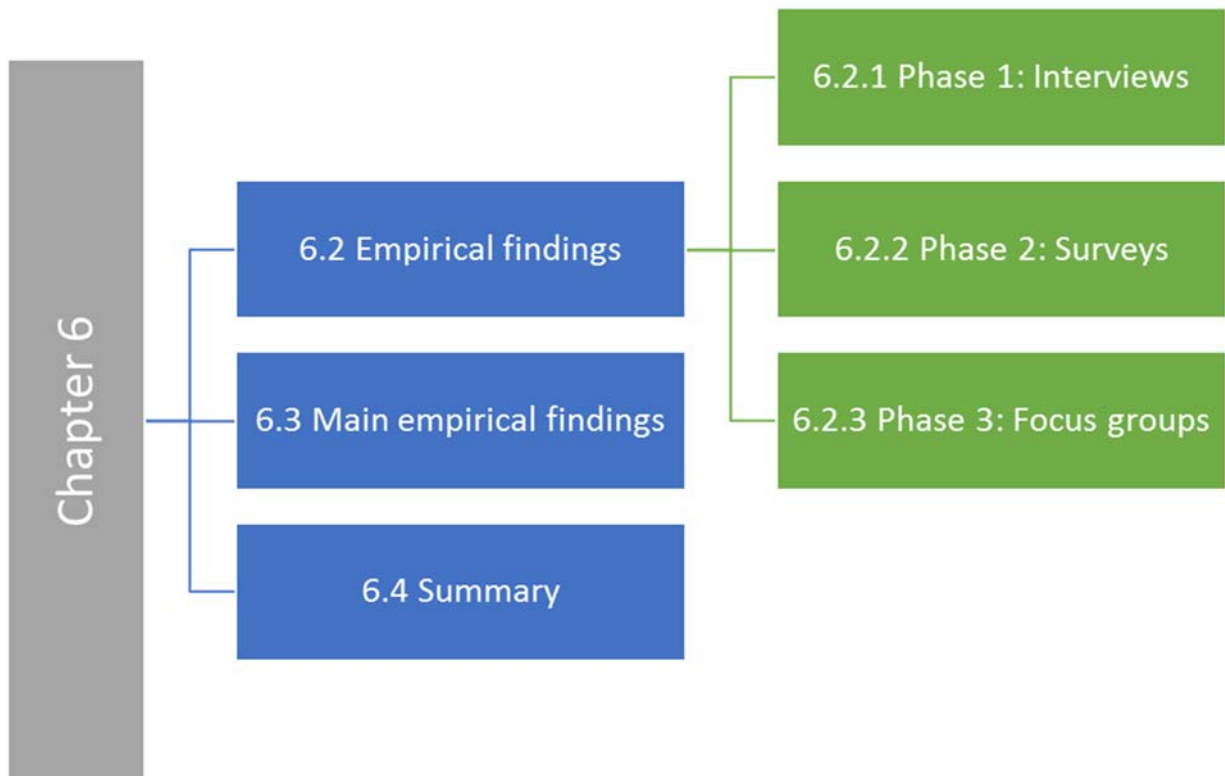 Chapter 6
6.2 Empirical findings
6.2.1 Phase 1: Interviews
6.2.2 Phase 2: Surveys
6.2.3 Phase 3: Focus groups
6.3 Main empirical findings
6.4 Summary